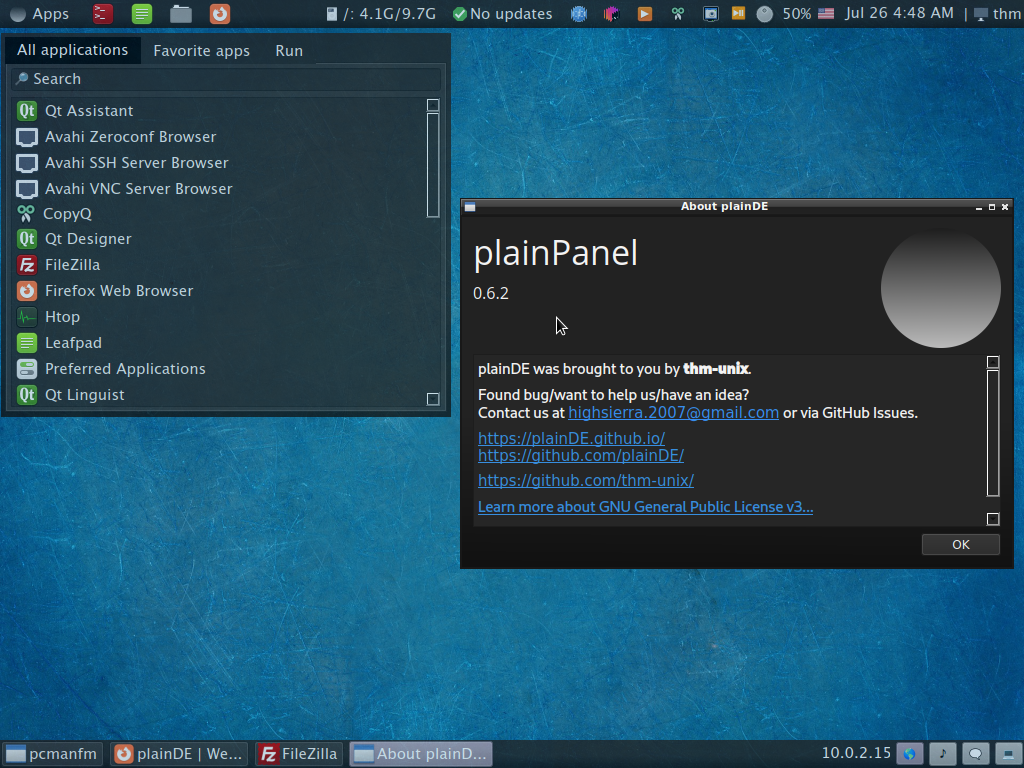 Apps /: 4.1G/9.7G No updates 50% Jul 26 4:48 AM | thm
All applications Favorite apps Run
Search
Qt Assistant
Avahi Zeroconf Browser
Avahi SSH Server Browser
Avahi VNC Server Browser
CopyQ
Qt Designer
FileZilla
Firefox Web Browser
Htop
Leafpad
Preferred Applications
Qt Linguist
About plainDE
plainPanel
0.6.2
plainDE was brought to you by thm-unix.
Found bug/want to help us/have an idea?
Contact us at highsierra.2007@gmail.com or via GitHub Issues.
https://plainDE.github.io/
https://github.com/plainDE/
https://github.com/thm-unix/
Learn more about GNU General Public License v3...
OK
pcmanfm plainDE | We... FileZilla About plainD... 10.0.2.15